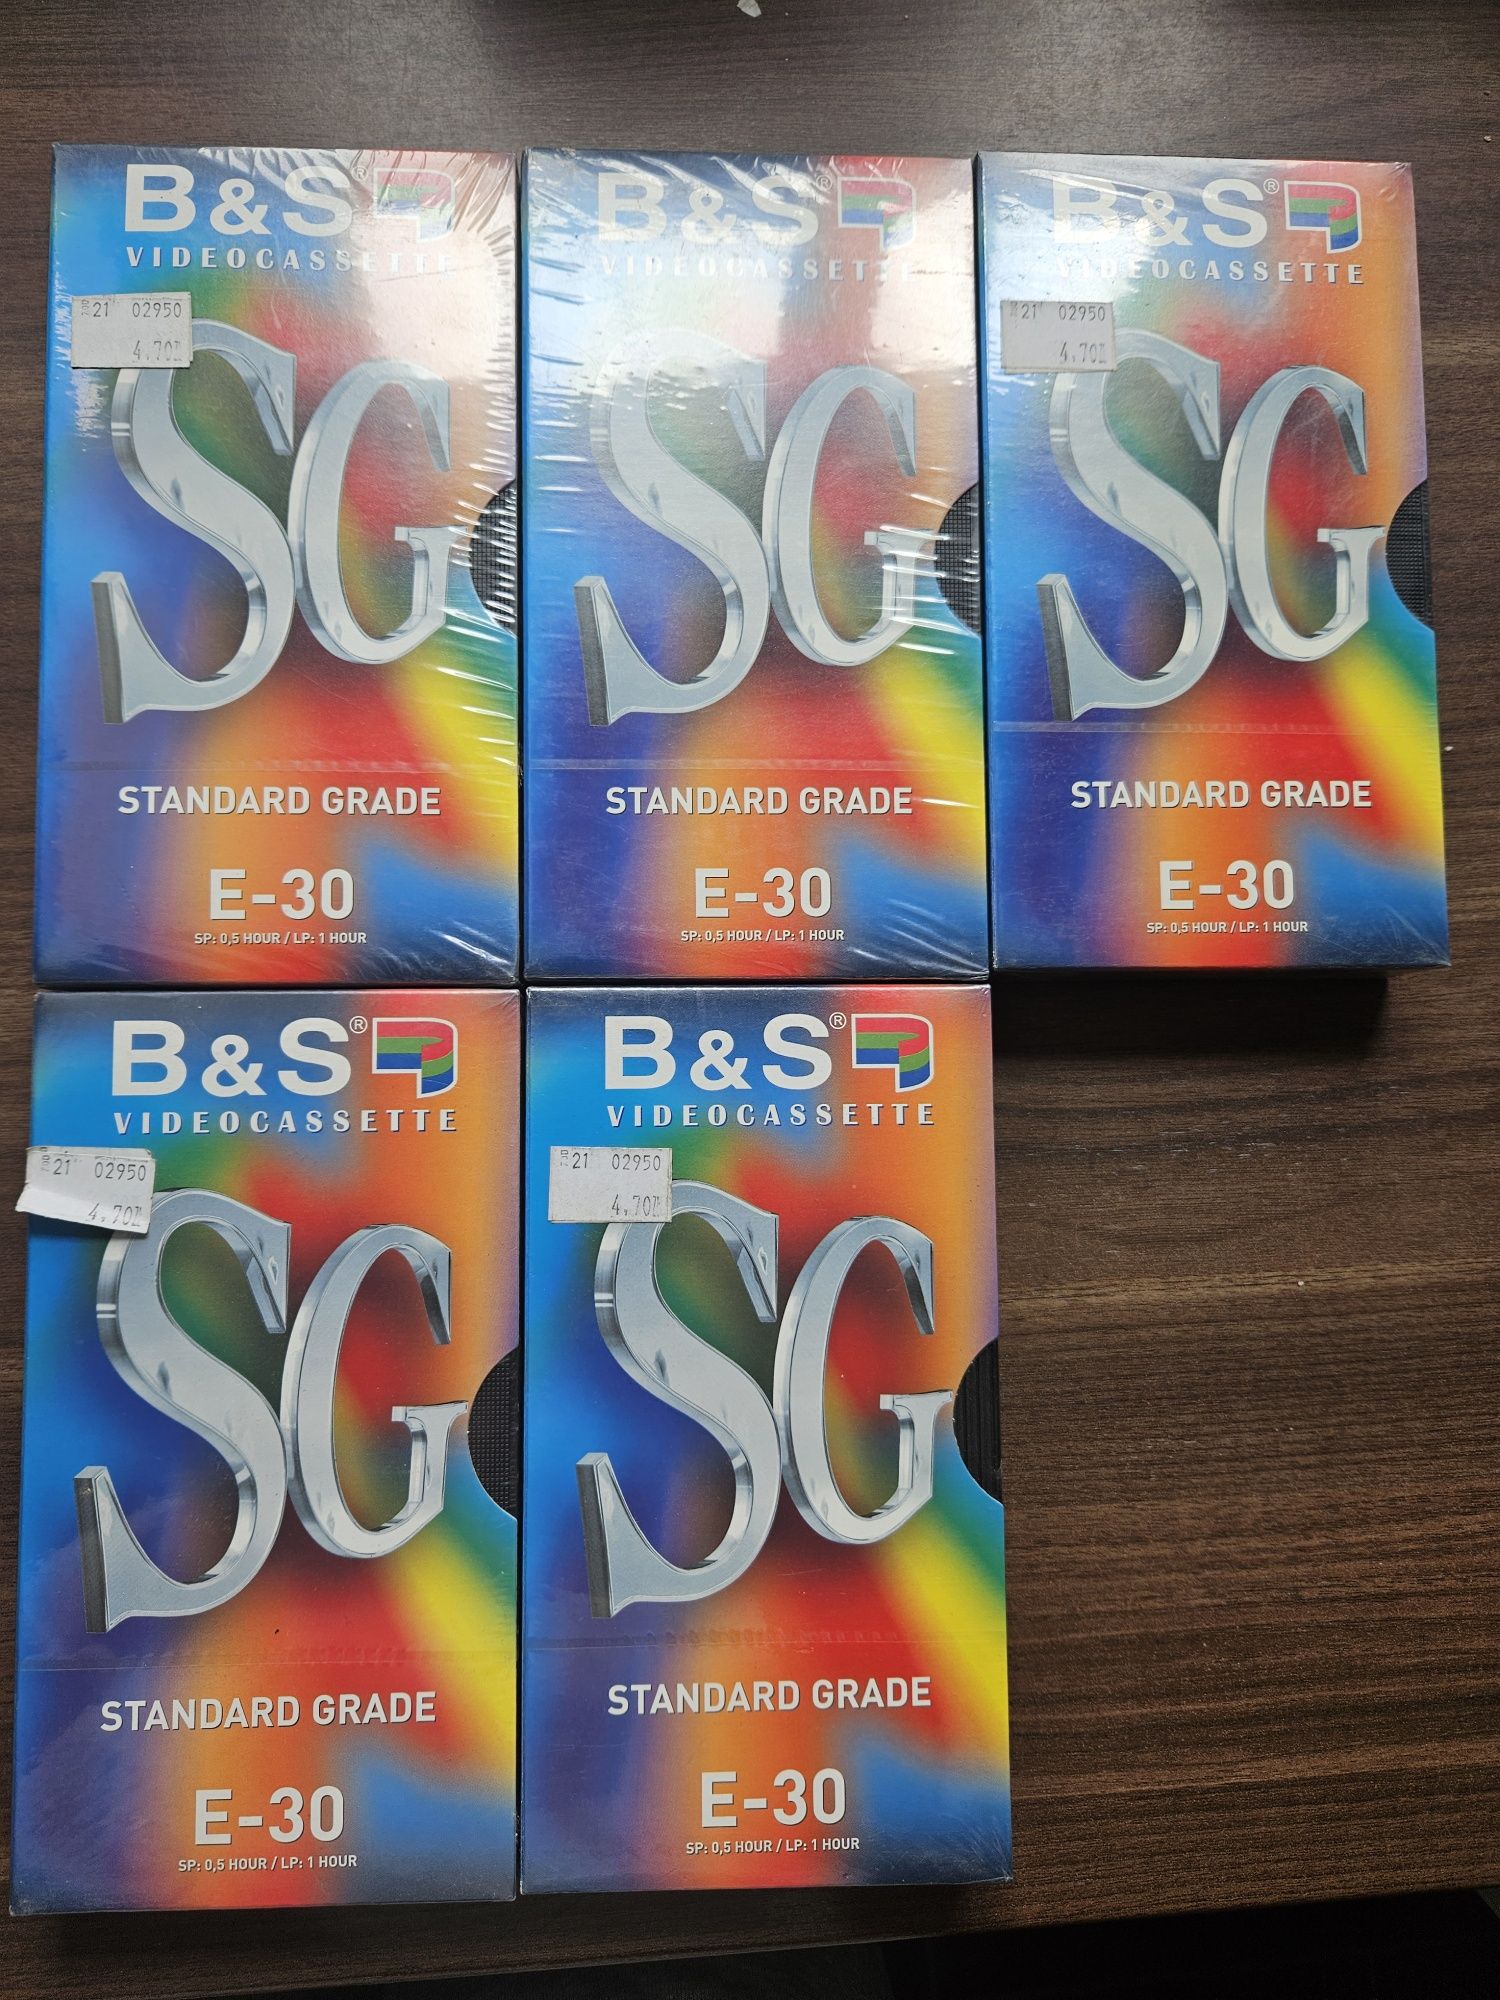 B&S®
VIDEOCASSETTE
21 02950
4,70zł
SG
STANDARD GRADE
E-30
SP: 0,5 HOUR / LP: 1 HOUR
B&S®
VIDEOCASSETTE
SG
STANDARD GRADE
E-30
SP: 0,5 HOUR / LP: 1 HOUR
B&S®
VIDEOCASSETTE
21 02950
4,70zł
SG
STANDARD GRADE
E-30
SP: 0,5 HOUR / LP: 1 HOUR
B&S®
VIDEOCASSETTE
21 02950
4,70zł
SG
STANDARD GRADE
E-30
SP: 0,5 HOUR / LP: 1 HOUR
B&S®
VIDEOCASSETTE
21 02950
4,70zł
SG
STANDARD GRADE
E-30
SP: 0,5 HOUR / LP: 1 HOUR